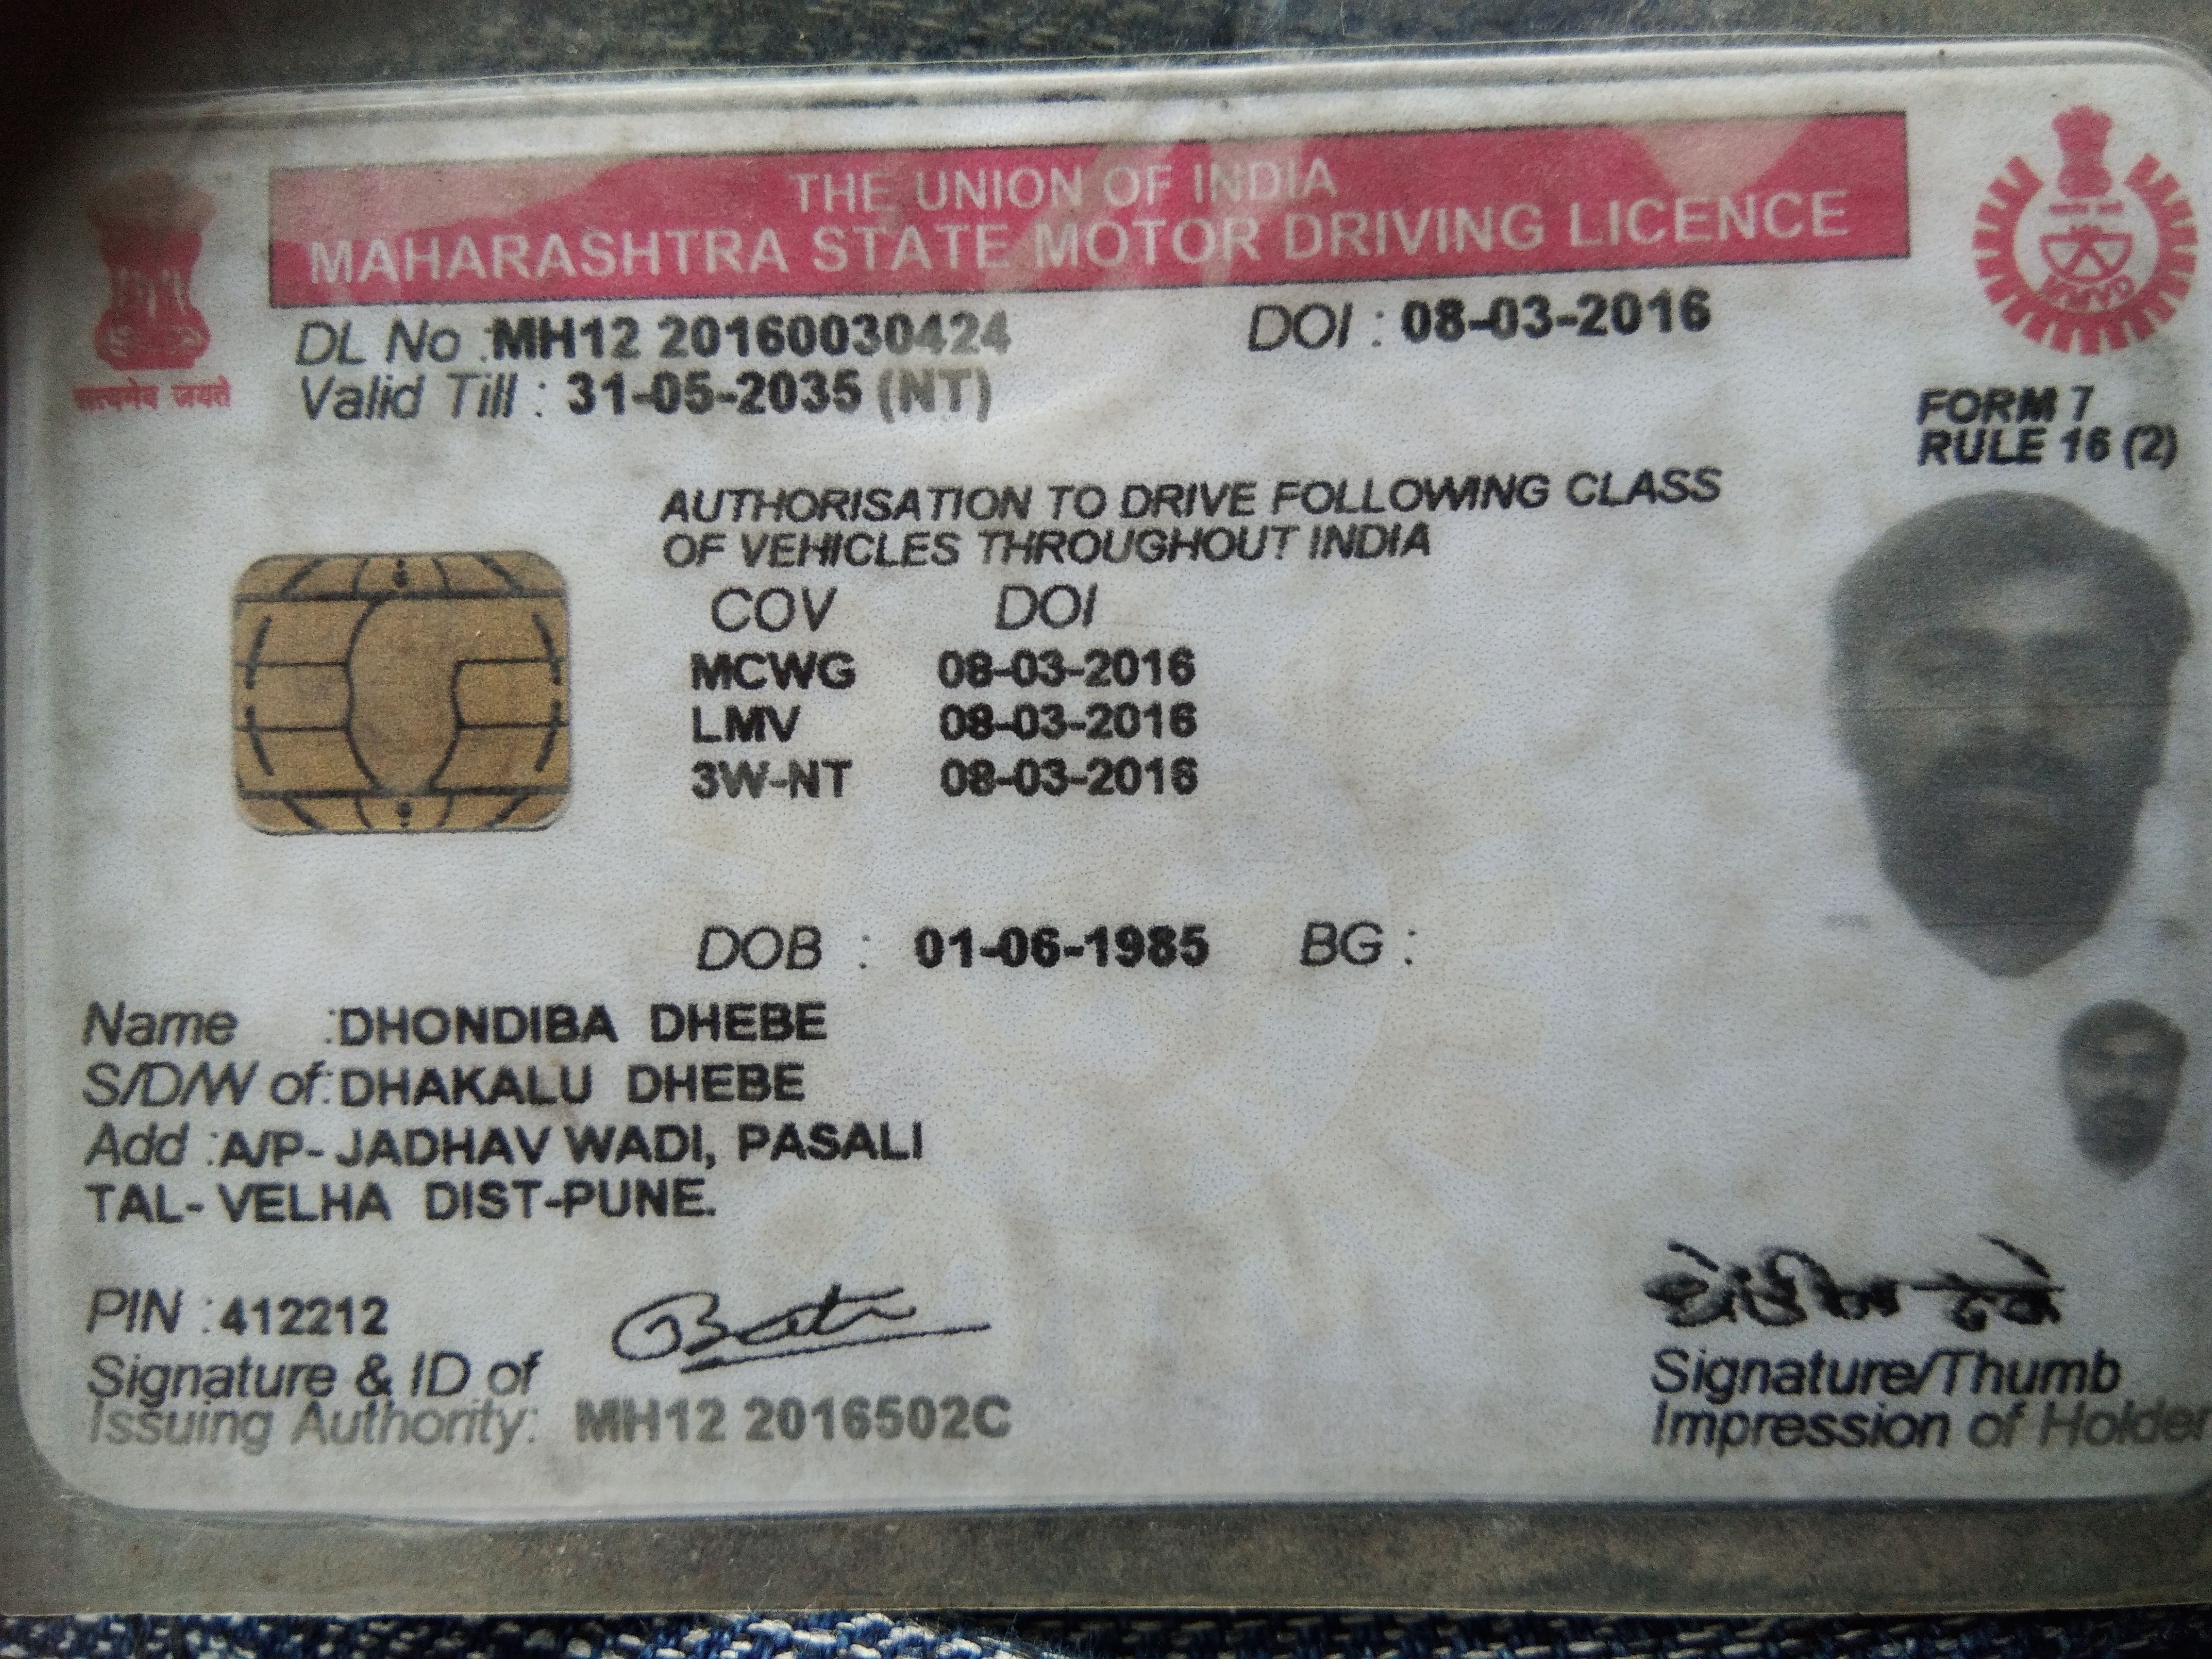 THE UNION OF INDIA
MAHARASHTRA STATE MOTOR DRIVING LICENCE
सत्यमेव जयते
DL No :MH12 20160030424 DOI : 08-03-2016
Valid Till : 31-05-2035 (NT)
FORM 7
RULE 16 (2)
AUTHORISATION TO DRIVE FOLLOWING CLASS
OF VEHICLES THROUGHOUT INDIA
COV DOI
MCWG 08-03-2016
LMV 08-03-2016
3W-NT 08-03-2016
DOB : 01-06-1985 BG :
Name :DHONDIBA DHEBE
S/D/W of:DHAKALU DHEBE
Add :A/P- JADHAV WADI, PASALI
TAL- VELHA DIST-PUNE.
PIN :412212
Signature & ID of
Issuing Authority: MH12 2016502C
Signature/Thumb
Impression of Holder